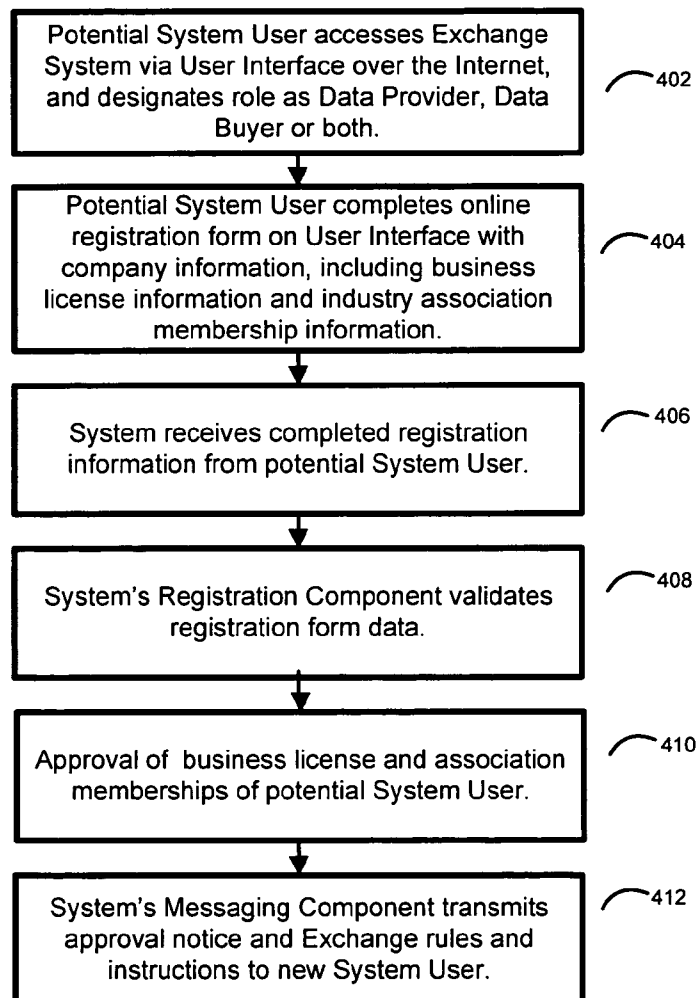 Potential System User accesses Exchange
System via User Interface over the Internet,
and designates role as Data Provider, Data
Buyer or both.
402
Potential System User completes online
registration form on User Interface with
company information, including business
license information and industry association
membership information.
404
System receives completed registration
information from potential System User.
406
System's Registration Component validates
registration form data.
408
Approval of business license and association
memberships of potential System User.
410
System's Messaging Component transmits
approval notice and Exchange rules and
instructions to new System User.
412